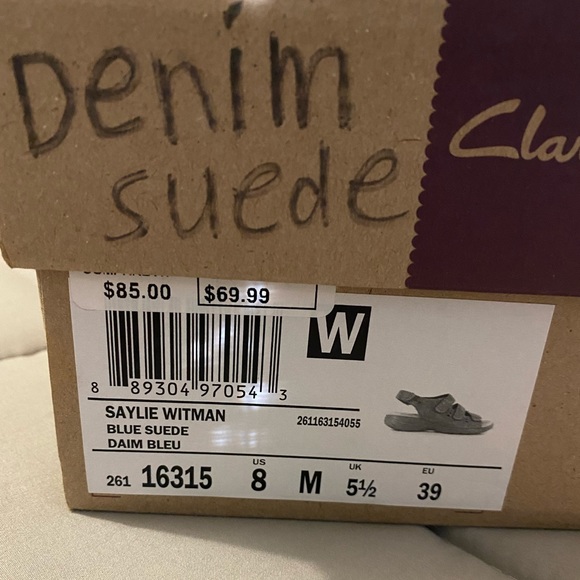 Denim
suede
Cla
$85.00 $69.99
W
8 89304 97054 3
SAYLIE WITMAN
261163154055
BLUE SUEDE
DAIM BLEU
US UK EU
261 16315 8 M 5½ 39